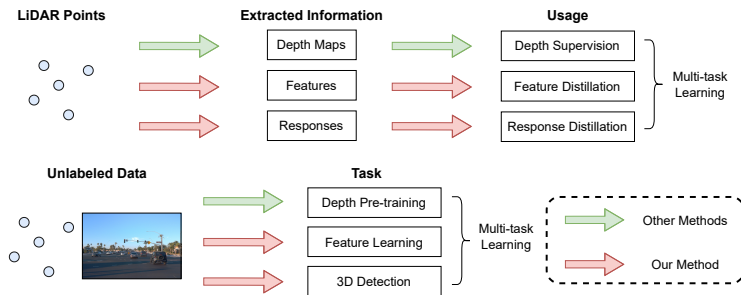 LiDAR Points
Extracted Information
Usage
Depth Maps
Depth Supervision
Features
Feature Distillation
Responses
Response Distillation
Multi-task
Learning
Unlabeled Data
Task
Depth Pre-training
Feature Learning
3D Detection
Multi-task
Learning
Other Methods
Our Method